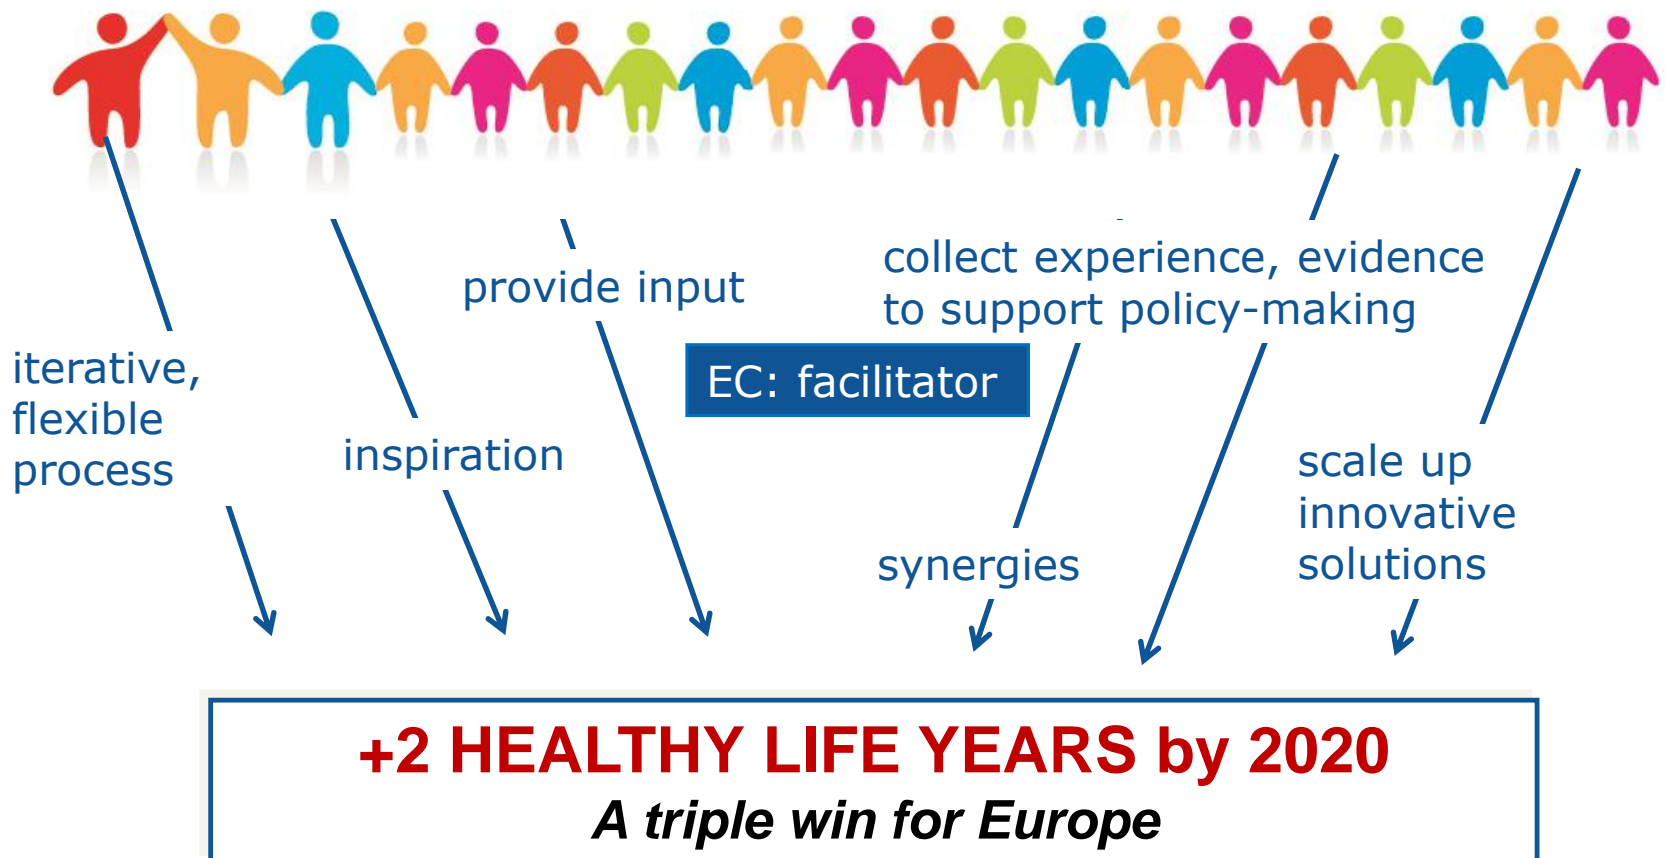 provide input
collect experience, evidence
to support policy-making
iterative,
flexible
process
EC: facilitator
inspiration
scale up
innovative
solutions
synergies
+2 HEALTHY LIFE YEARS by 2020
A triple win for Europe